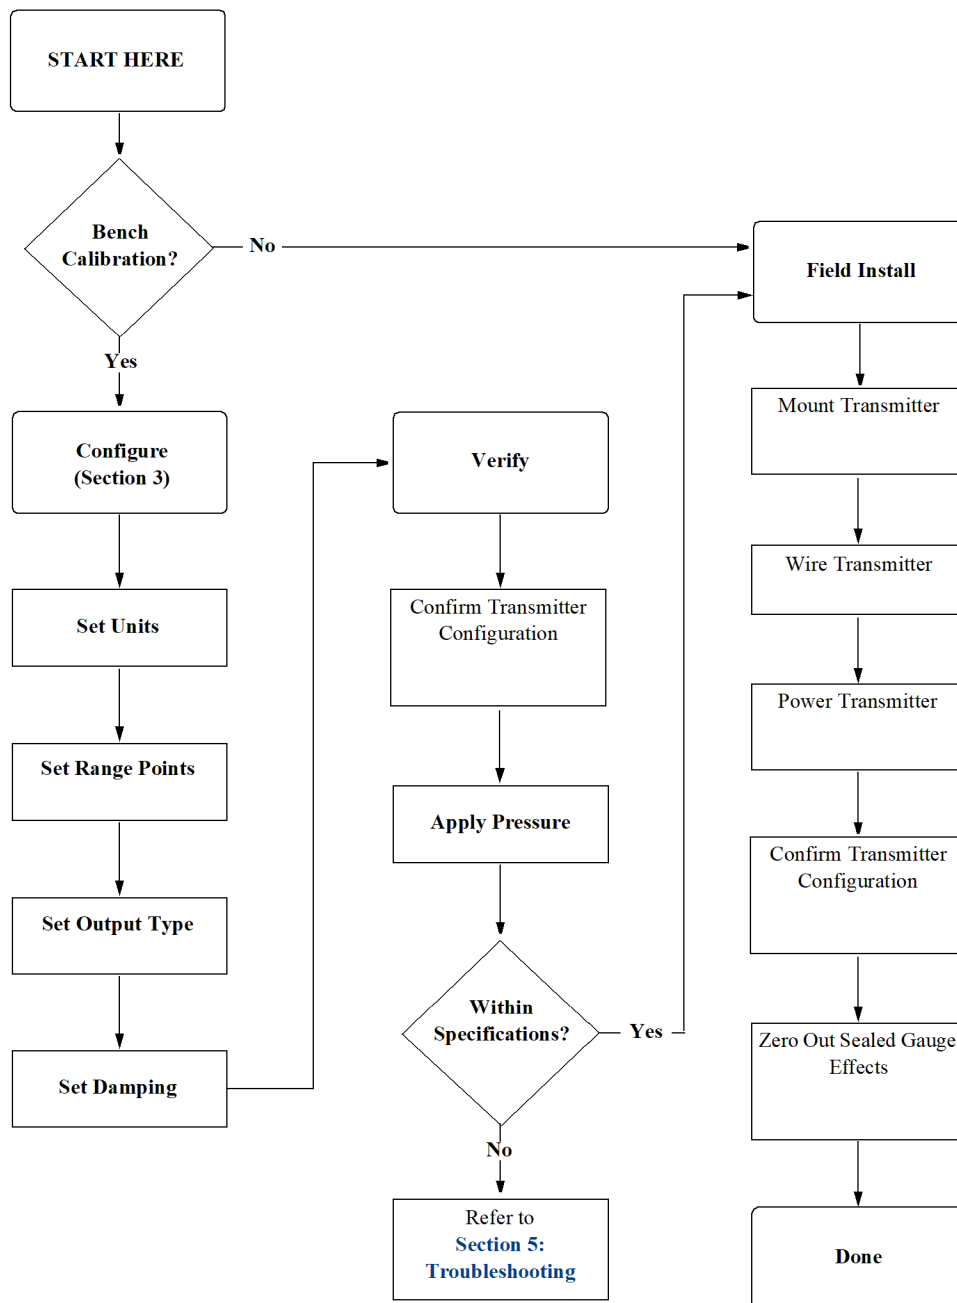 START HERE
Bench
Calibration?
No
Yes
Configure
(Section 3)
Set Units
Set Range Points
Set Output Type
Set Damping
Verify
Confirm Transmitter
Configuration
Apply Pressure
Within
Specifications?
Yes
No
Refer to
Section 5:
Troubleshooting
Field Install
Mount Transmitter
Wire Transmitter
Power Transmitter
Confirm Transmitter
Configuration
Zero Out Sealed Gauge
Effects
Done